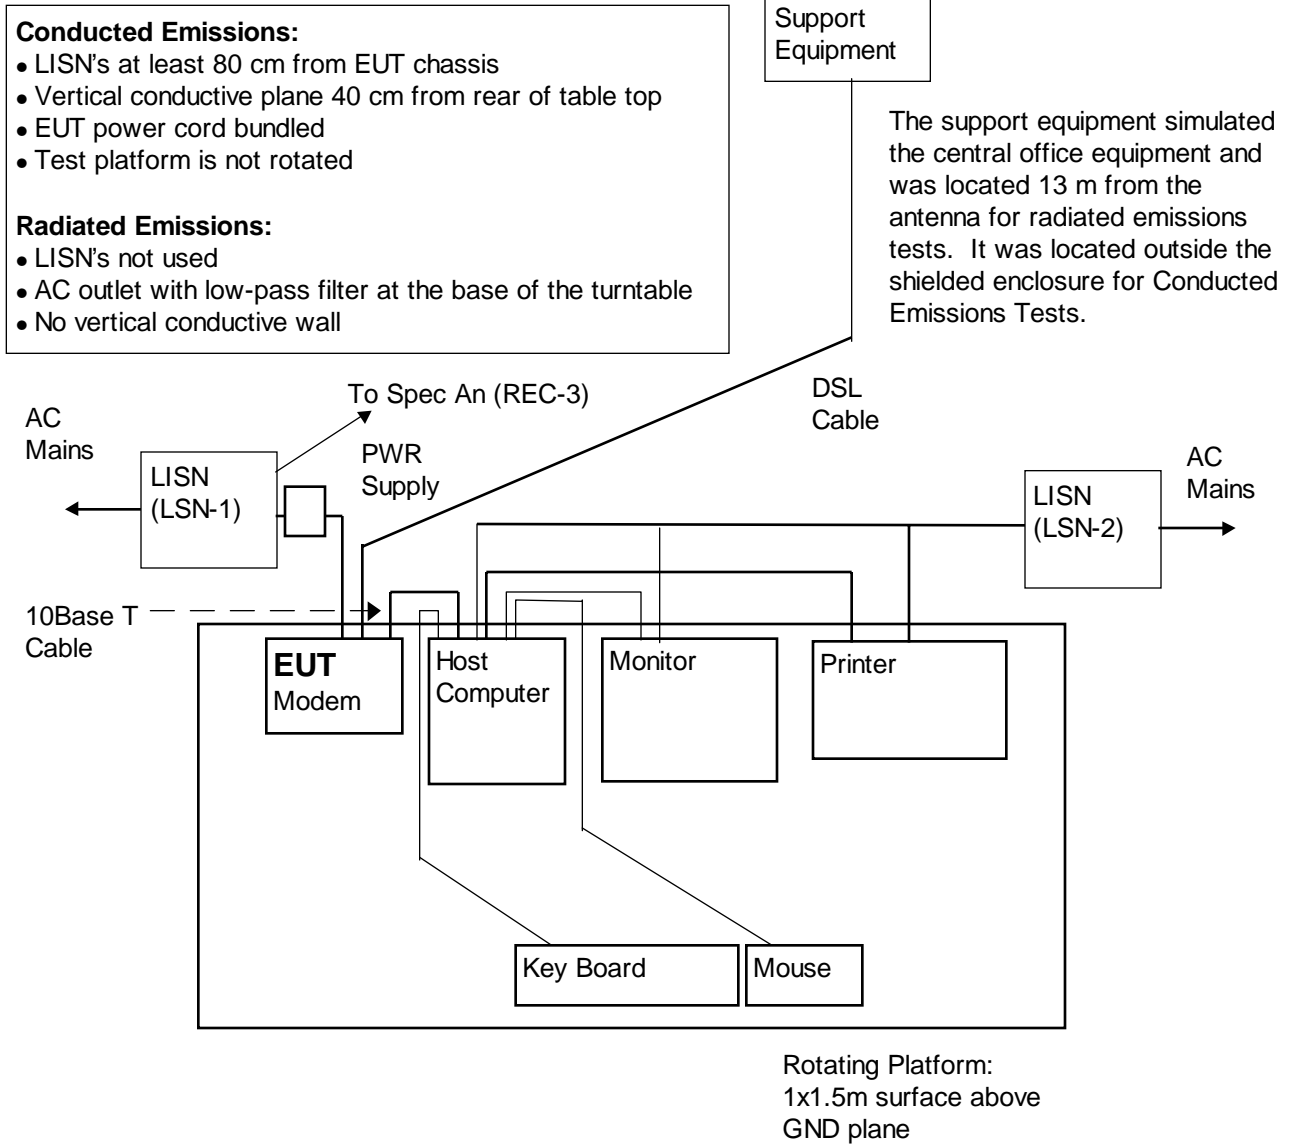 Conducted Emissions:
• LISN’s at least 80 cm from EUT chassis
• Vertical conductive plane 40 cm from rear of table top
• EUT power cord bundled
• Test platform is not rotated
Radiated Emissions:
• LISN’s not used
• AC outlet with low-pass filter at the base of the turntable
• No vertical conductive wall
Support
Equipment
The support equipment simulated
the central office equipment and
was located 13 m from the
antenna for radiated emissions
tests.  It was located outside the
shielded enclosure for Conducted
Emissions Tests.
To Spec An (REC-3)
DSL
Cable
AC
Mains
LISN
(LSN-1)
PWR
Supply
LISN
(LSN-2)
AC
Mains
10Base T
Cable
EUT
Modem
Host
Computer
Monitor
Printer
Key Board
Mouse
Rotating Platform:
1x1.5m surface above
GND plane